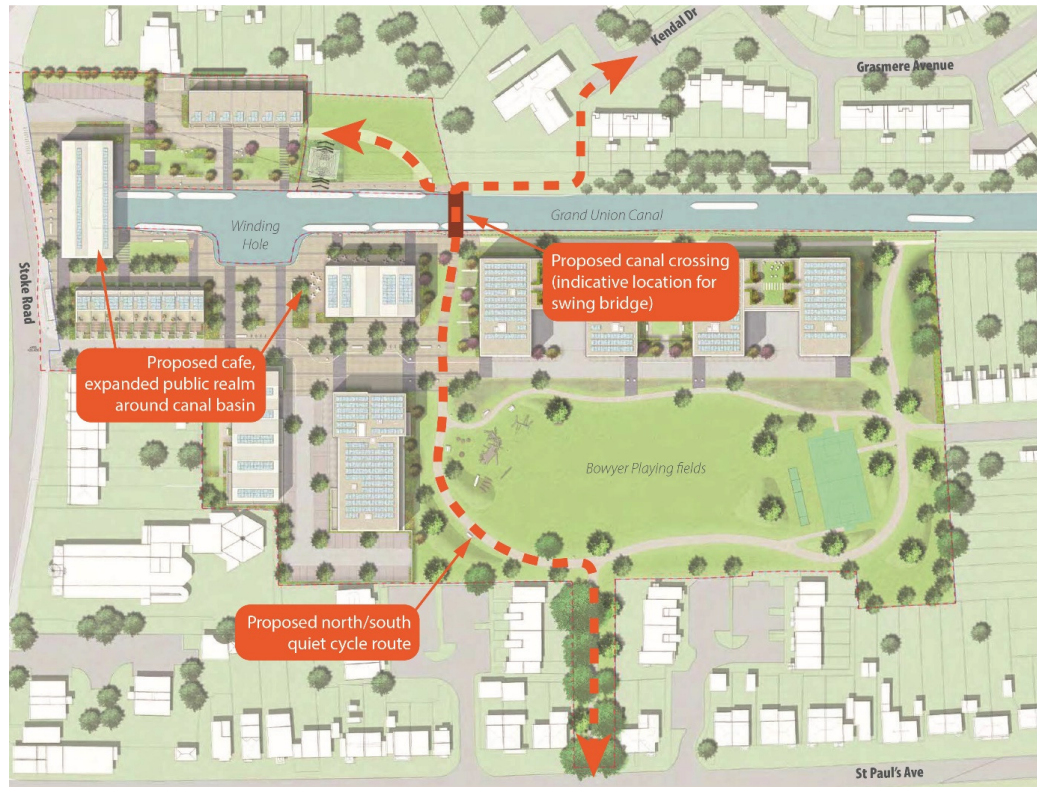 Kendal Dr
Grasmere Avenue
Winding
Hole
Grand Union Canal
Stoke Road
Proposed canal crossing
(indicative location for
swing bridge)
Proposed cafe,
expanded public realm
around canal basin
Bowyer Playing fields
Proposed north/south
quiet cycle route
St Paul's Ave